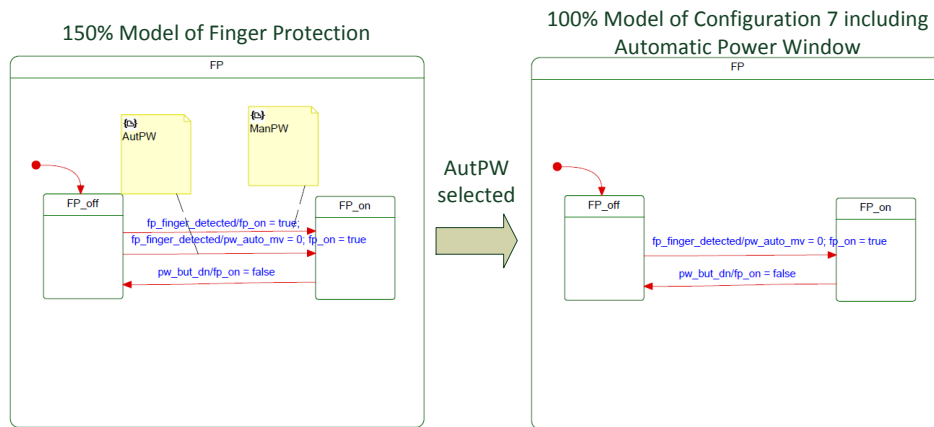 150% Model of Finger Protection
100% Model of Configuration 7 including
Automatic Power Window
FP
AutPW
ManPW
FP_off
FP_on
fp_finger_detected/fp_on = true;
fp_finger_detected/pw_auto_mv = 0; fp_on = true
pw_but_dn/fp_on = false
AutPW
selected
FP
FP_off
FP_on
fp_finger_detected/pw_auto_mv = 0; fp_on = true
pw_but_dn/fp_on = false